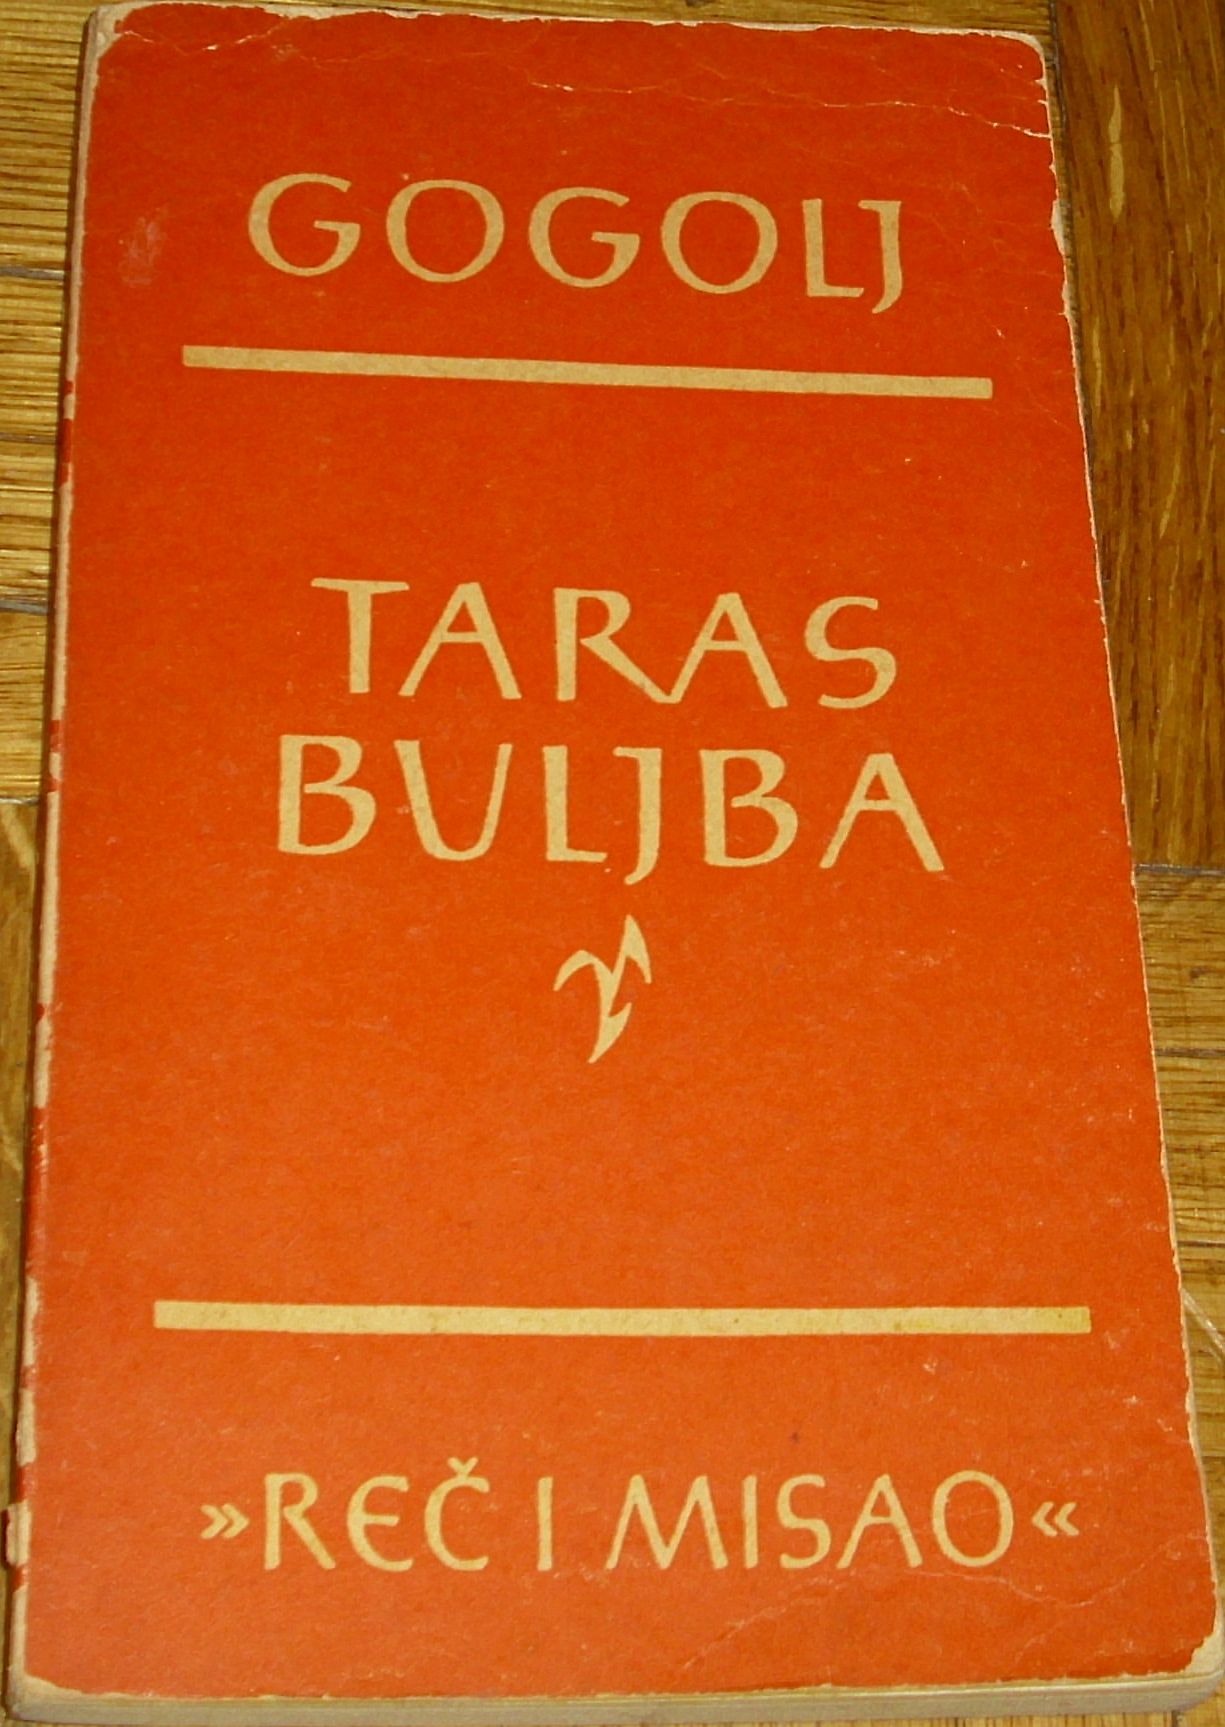 GOGOLJ
TARAS
BULJBA
»REČ I MISAO«